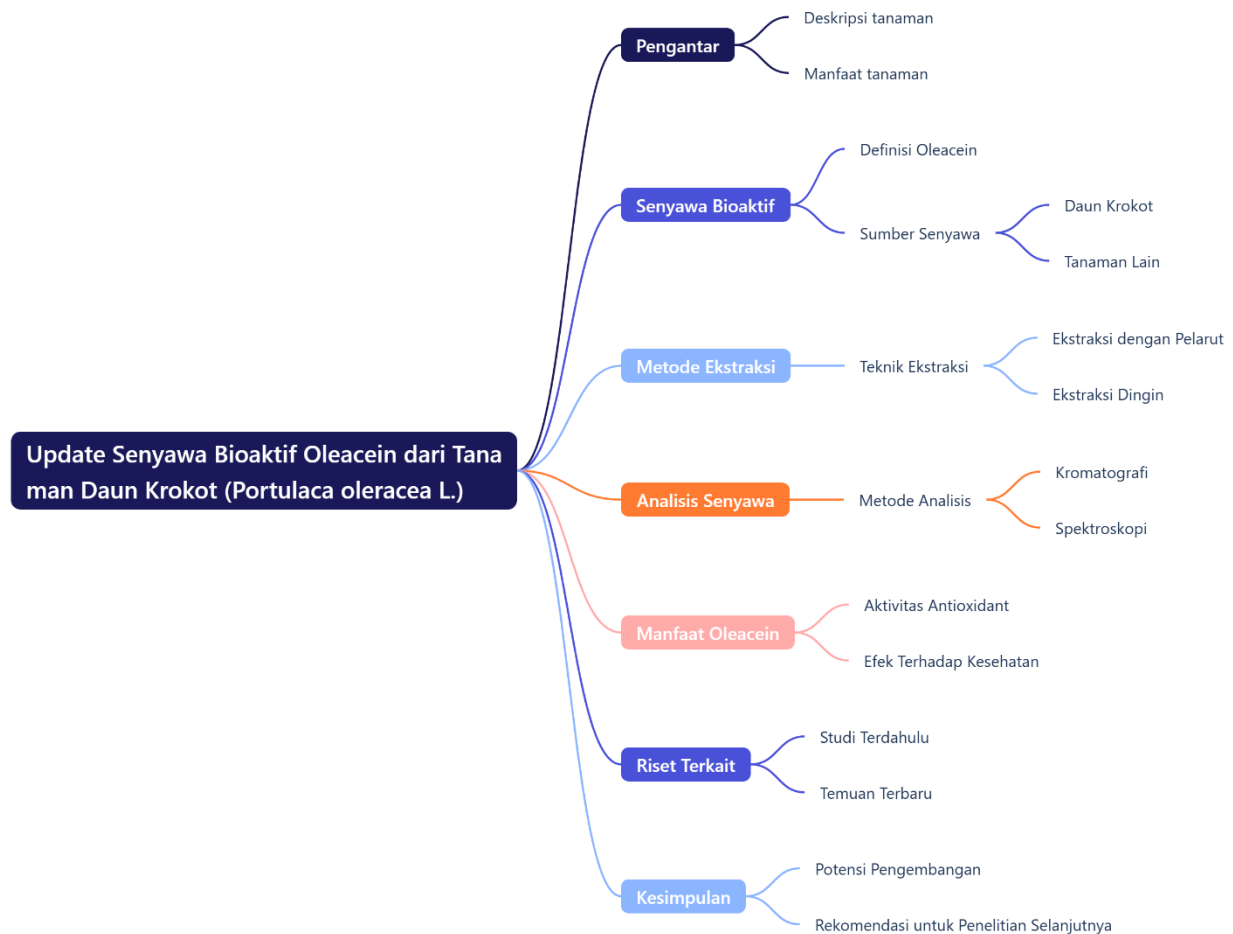 Update Senyawa Bioaktif Oleacein dari Tana
man Daun Krokot (Portulaca oleracea L.)
Pengantar
Deskripsi tanaman
Manfaat tanaman
Senyawa Bioaktif
Definisi Oleacein
Sumber Senyawa
Daun Krokot
Tanaman Lain
Metode Ekstraksi
Teknik Ekstraksi
Ekstraksi dengan Pelarut
Ekstraksi Dingin
Analisis Senyawa
Metode Analisis
Kromatografi
Spektroskopi
Manfaat Oleacein
Aktivitas Antioxidant
Efek Terhadap Kesehatan
Riset Terkait
Studi Terdahulu
Temuan Terbaru
Kesimpulan
Potensi Pengembangan
Rekomendasi untuk Penelitian Selanjutnya